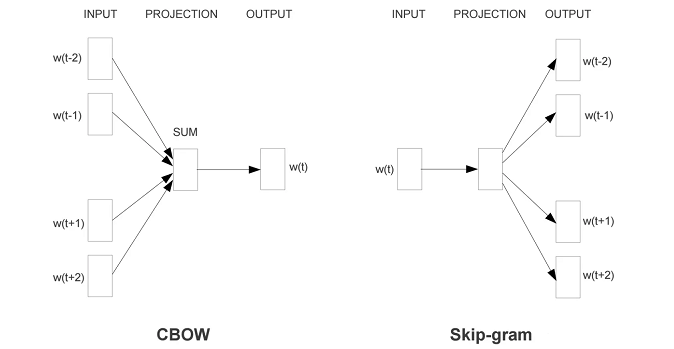 INPUT PROJECTION OUTPUT
w(t-2)
w(t-1)
SUM
w(t)
w(t+1)
w(t+2)
CBOW
INPUT PROJECTION OUTPUT
w(t-2)
w(t-1)
w(t)
w(t+1)
w(t+2)
Skip-gram